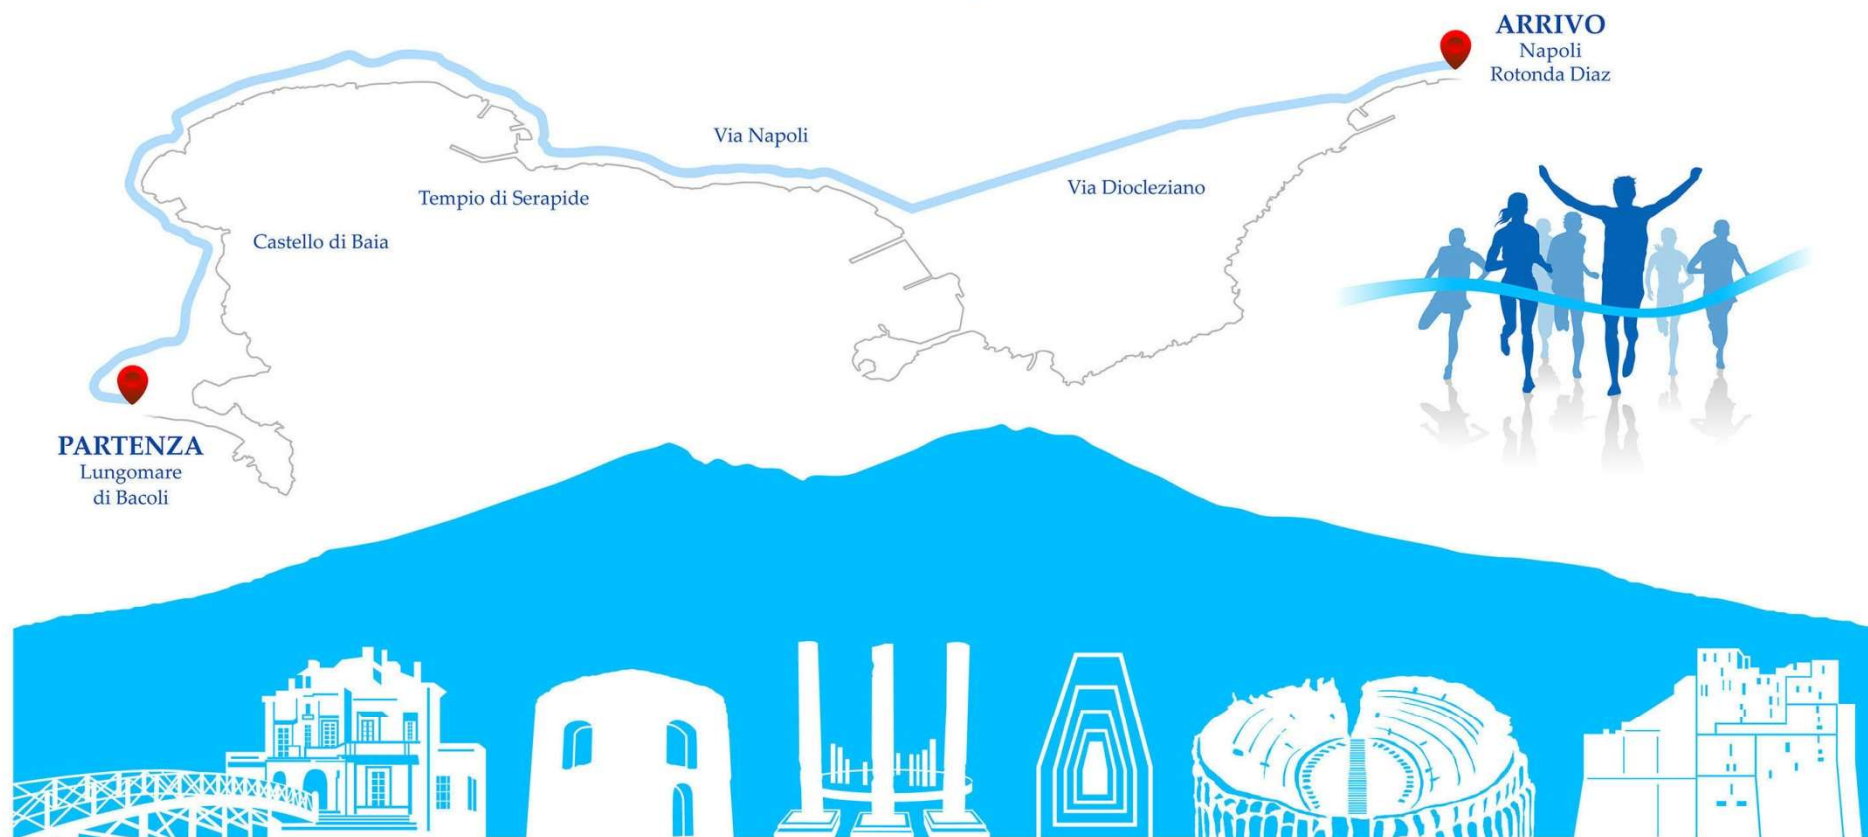 ARRIVO
Napoli
Rotonda Diaz
Via Napoli
Via Diocleziano
Tempio di Serapide
Castello di Baia
PARTENZA
Lungomare
di Bacoli